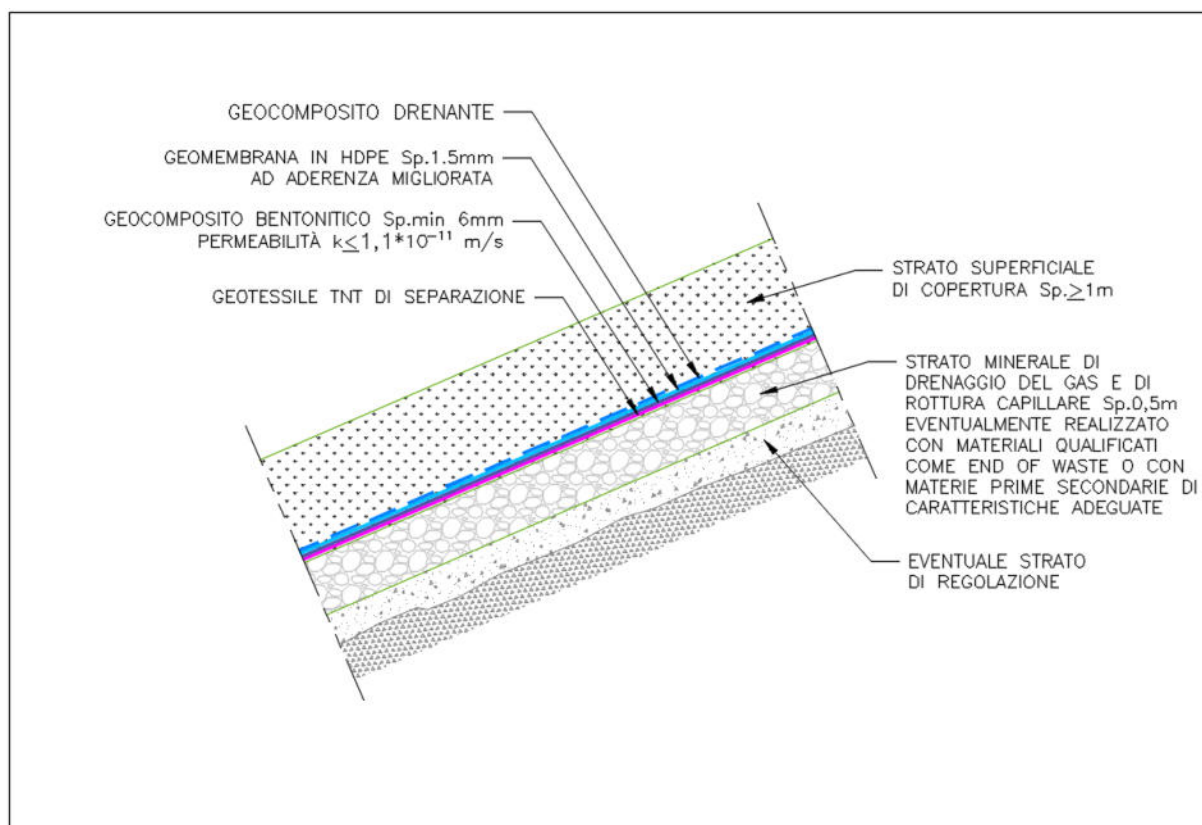 GEOCOMPOSITO DRENANTE
GEOMEMBRANA IN HDPE Sp.1.5mm
AD ADERENZA MIGLIORATA
GEOCOMPOSITO BENTONITICO Sp.min 6mm
PERMEABILITÀ k≤1,1*10⁻¹¹ m/s
GEOTESSILE TNT DI SEPARAZIONE
STRATO SUPERFICIALE
DI COPERTURA Sp.≥1m
STRATO MINERALE DI
DRENAGGIO DEL GAS E DI
ROTTURA CAPILLARE Sp.0,5m
EVENTUALMENTE REALIZZATO
CON MATERIALI QUALIFICATI
COME END OF WASTE O CON
MATERIE PRIME SECONDARIE DI
CARATTERISTICHE ADEGUATE
EVENTUALE STRATO
DI REGOLAZIONE